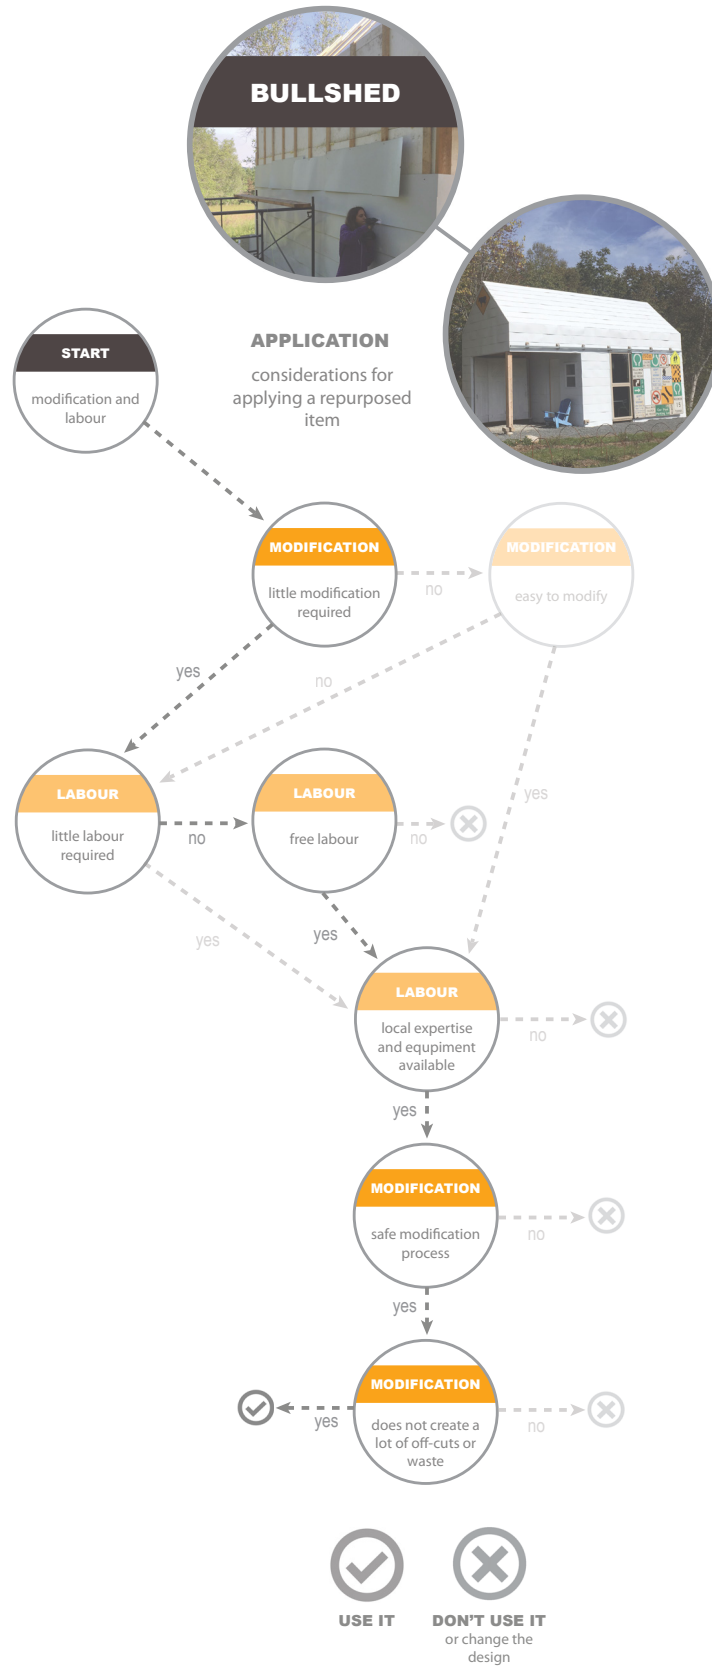 BULLSHED
APPLICATION
considerations for
applying a repurposed
item
START
modification and
labour
MODIFICATION
little modification
required
no
MODIFICATION
easy to modify
yes
no
yes
LABOUR
little labour
required
no
LABOUR
free labour
no
yes
yes
LABOUR
local expertise
and equpiment
available
no
yes
MODIFICATION
safe modification
process
no
yes
MODIFICATION
does not create a
lot of off-cuts or
waste
yes
no
USE IT
DON'T USE IT
or change the
design